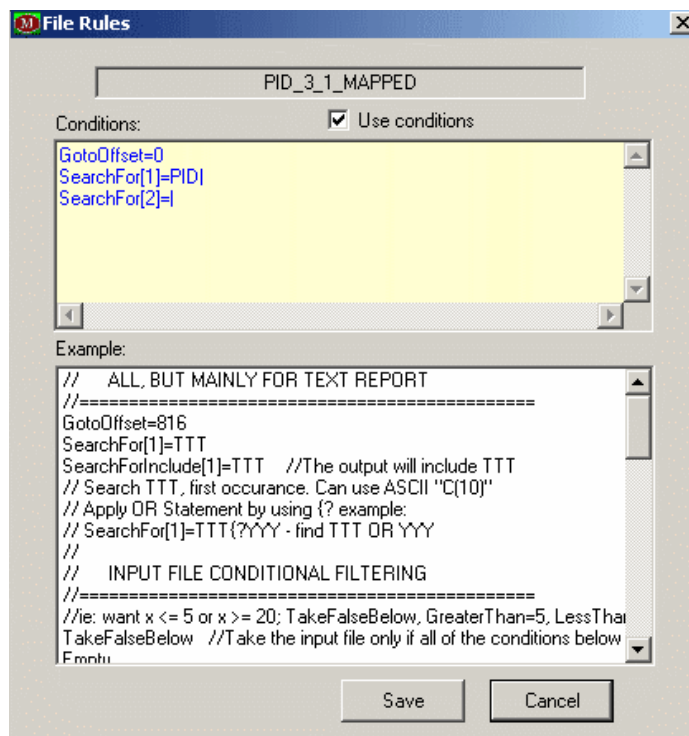 M File Rules
PID_3_1_MAPPED
Conditions:
Use conditions
GotoOffset=0
SearchFor[1]=PID|
SearchFor[2]=|
Example:
// ALL, BUT MAINLY FOR TEXT REPORT
//==================================================
GotoOffset=816
SearchFor[1]=TTT
SearchForInclude[1]=TTT //The output will include TTT
// Search TTT, first occurance. Can use ASCII "C(10)"
// Apply OR Statement by using {? example:
// SearchFor[1]=TTT{?YYY - find TTT OR YYY
//
// INPUT FILE CONDITIONAL FILTERING
//==================================================
//ie: want x <= 5 or x >= 20; TakeFalseBelow, GreaterThan=5, LessThan
TakeFalseBelow //Take the input file only if all of the conditions below
Empty
Save
Cancel